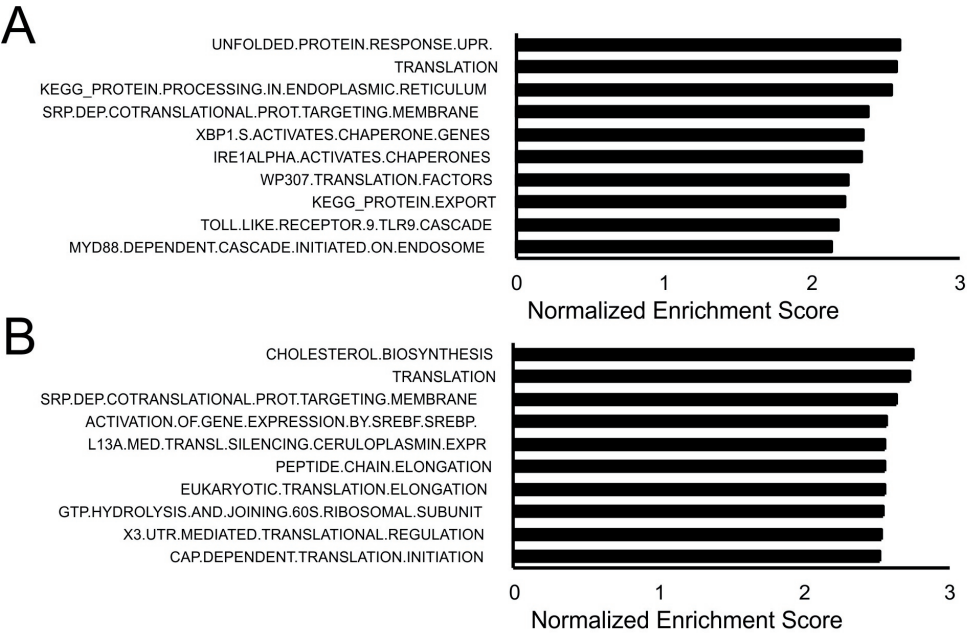 A
UNFOLDED.PROTEIN.RESPONSE.UPR.
TRANSLATION
KEGG_PROTEIN.PROCESSING.IN.ENDOPLASMIC.RETICULUM
SRP.DEP.COTRANSLATIONAL.PROT.TARGETING.MEMBRANE
XBP1.S.ACTIVATES.CHAPERONE.GENES
IRE1ALPHA.ACTIVATES.CHAPERONES
WP307.TRANSLATION.FACTORS
KEGG_PROTEIN.EXPORT
TOLL.LIKE.RECEPTOR.9.TLR9.CASCADE
MYD88.DEPENDENT.CASCADE.INITIATED.ON.ENDOSOME
0 1 2 3
Normalized Enrichment Score
B
CHOLESTEROL.BIOSYNTHESIS
TRANSLATION
SRP.DEP.COTRANSLATIONAL.PROT.TARGETING.MEMBRANE
ACTIVATION.OF.GENE.EXPRESSION.BY.SREBF.SREBP.
L13A.MED.TRANSL.SILENCING.CERULOPLASMIN.EXPR
PEPTIDE.CHAIN.ELONGATION
EUKARYOTIC.TRANSLATION.ELONGATION
GTP.HYDROLYSIS.AND.JOINING.60S.RIBOSOMAL.SUBUNIT
X3.UTR.MEDIATED.TRANSLATIONAL.REGULATION
CAP.DEPENDENT.TRANSLATION.INITIATION
0 1 2 3
Normalized Enrichment Score